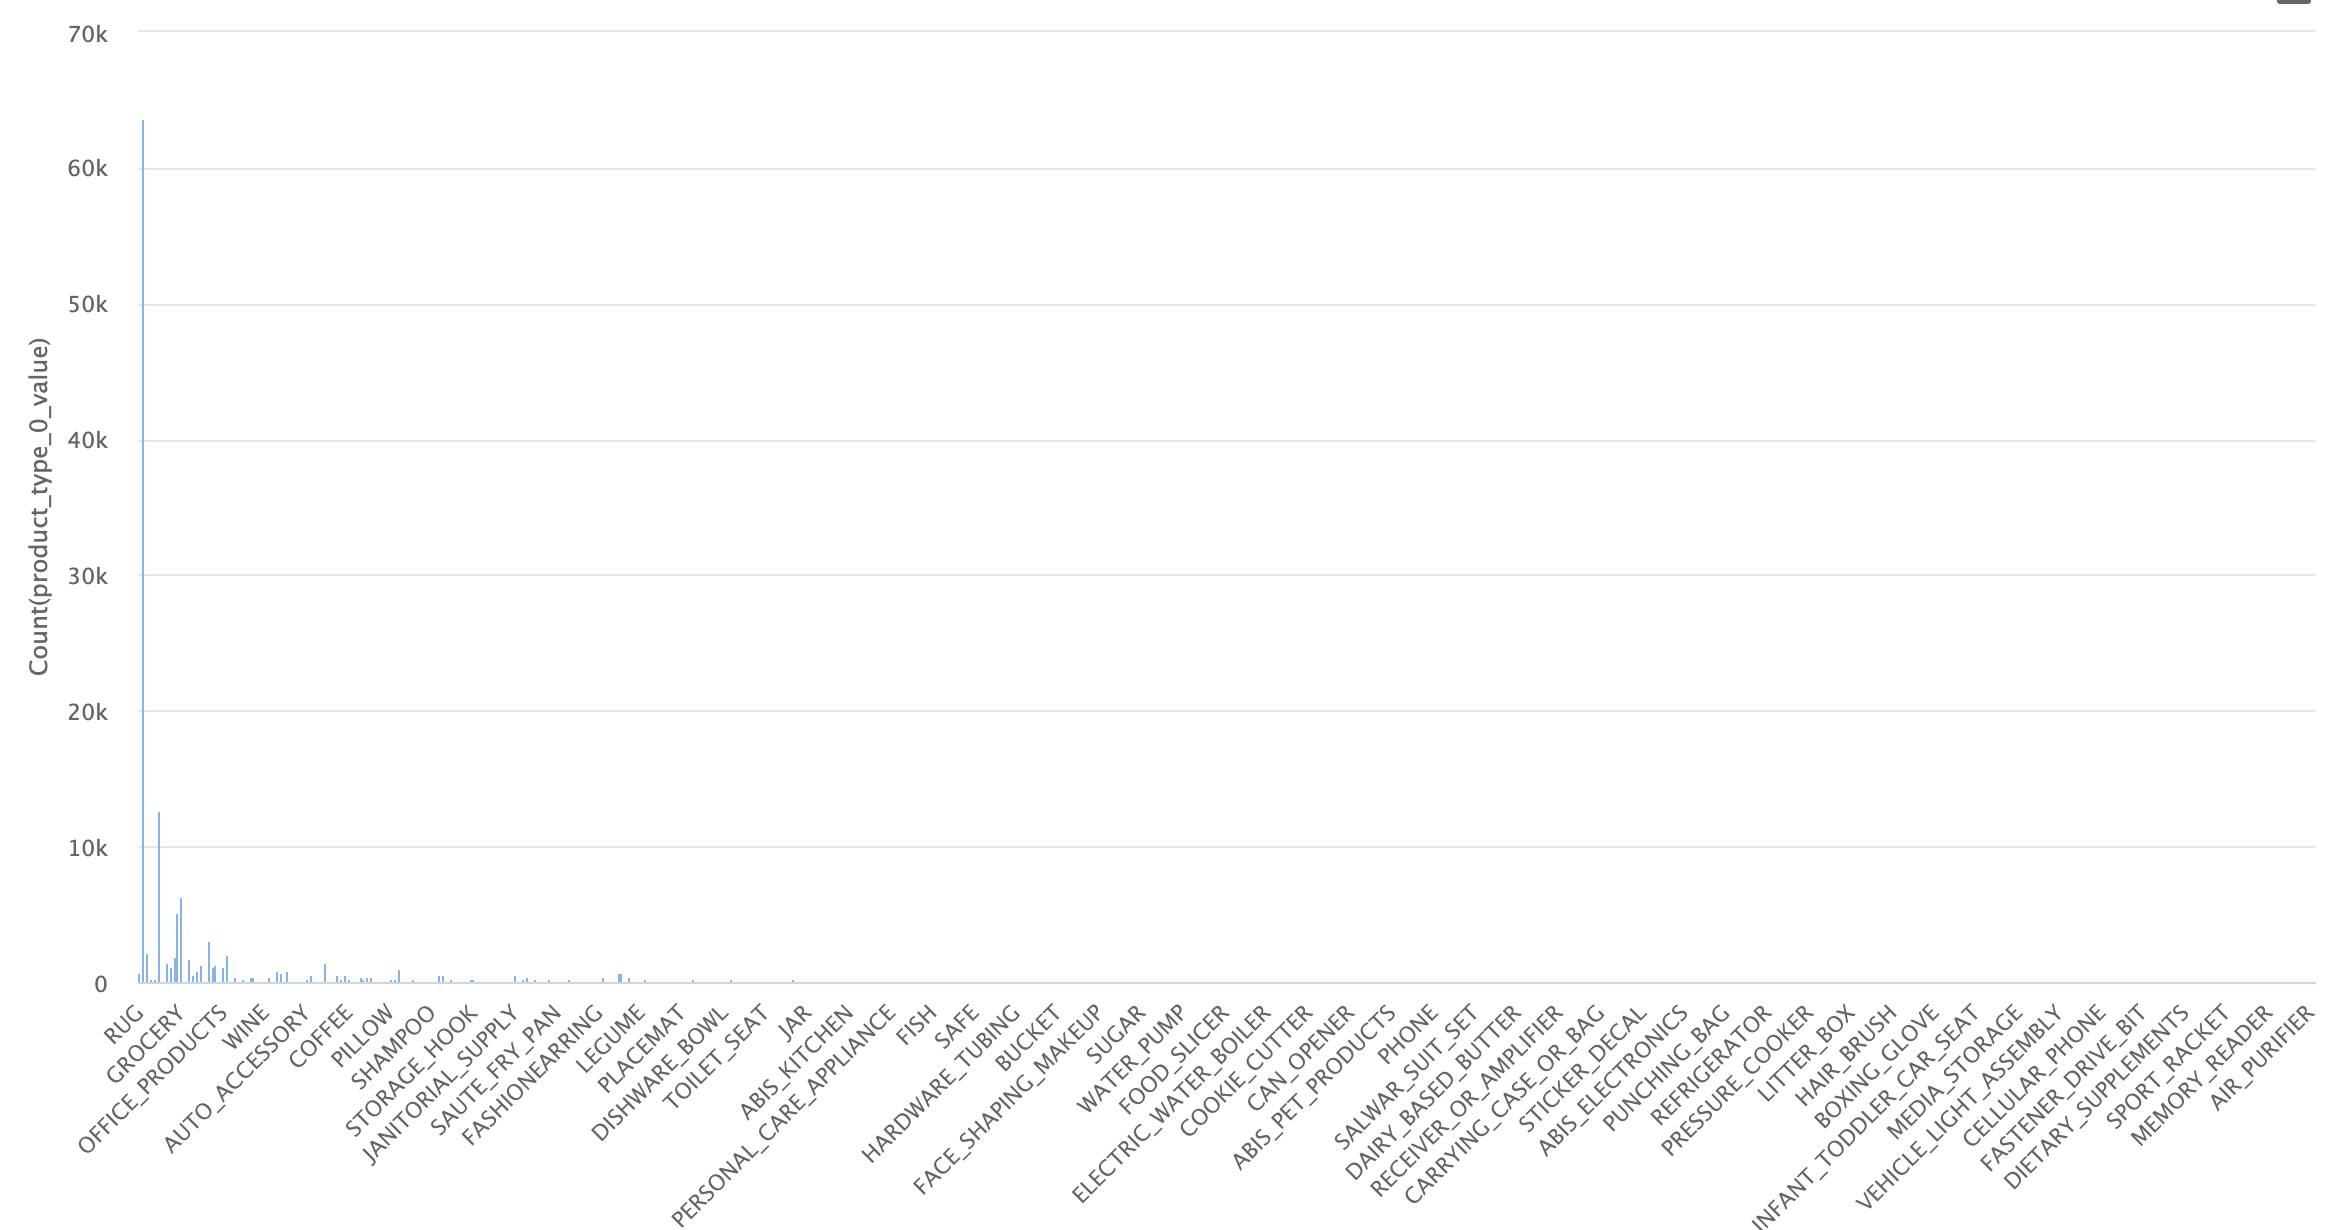 70k
60k
50k
40k
30k
20k
10k
0
Count(product_type_0_value)
RUG
GROCERY
OFFICE_PRODUCTS
WINE
AUTO_ACCESSORY
COFFEE
PILLOW
SHAMPOO
STORAGE_HOOK
JANITORIAL_SUPPLY
SAUTE_FRY_PAN
FASHIONEARRING
LEGUME
PLACEMAT
DISHWARE_BOWL
TOILET_SEAT
JAR
ABIS_KITCHEN
PERSONAL_CARE_APPLIANCE
FISH
SAFE
HARDWARE_TUBING
BUCKET
FACE_SHAPING_MAKEUP
SUGAR
WATER_PUMP
FOOD_SLICER
ELECTRIC_WATER_BOILER
COOKIE_CUTTER
CAN_OPENER
ABIS_PET_PRODUCTS
PHONE
SALWAR_SUIT_SET
DAIRY_BASED_BUTTER
RECEIVER_OR_AMPLIFIER
CARRYING_CASE_OR_BAG
STICKER_DECAL
ABIS_ELECTRONICS
PUNCHING_BAG
REFRIGERATOR
PRESSURE_COOKER
LITTER_BOX
HAIR_BRUSH
BOXING_GLOVE
INFANT_TODDLER_CAR_SEAT
MEDIA_STORAGE
VEHICLE_LIGHT_ASSEMBLY
CELLULAR_PHONE
FASTENER_DRIVE_BIT
DIETARY_SUPPLEMENTS
SPORT_RACKET
MEMORY_READER
AIR_PURIFIER